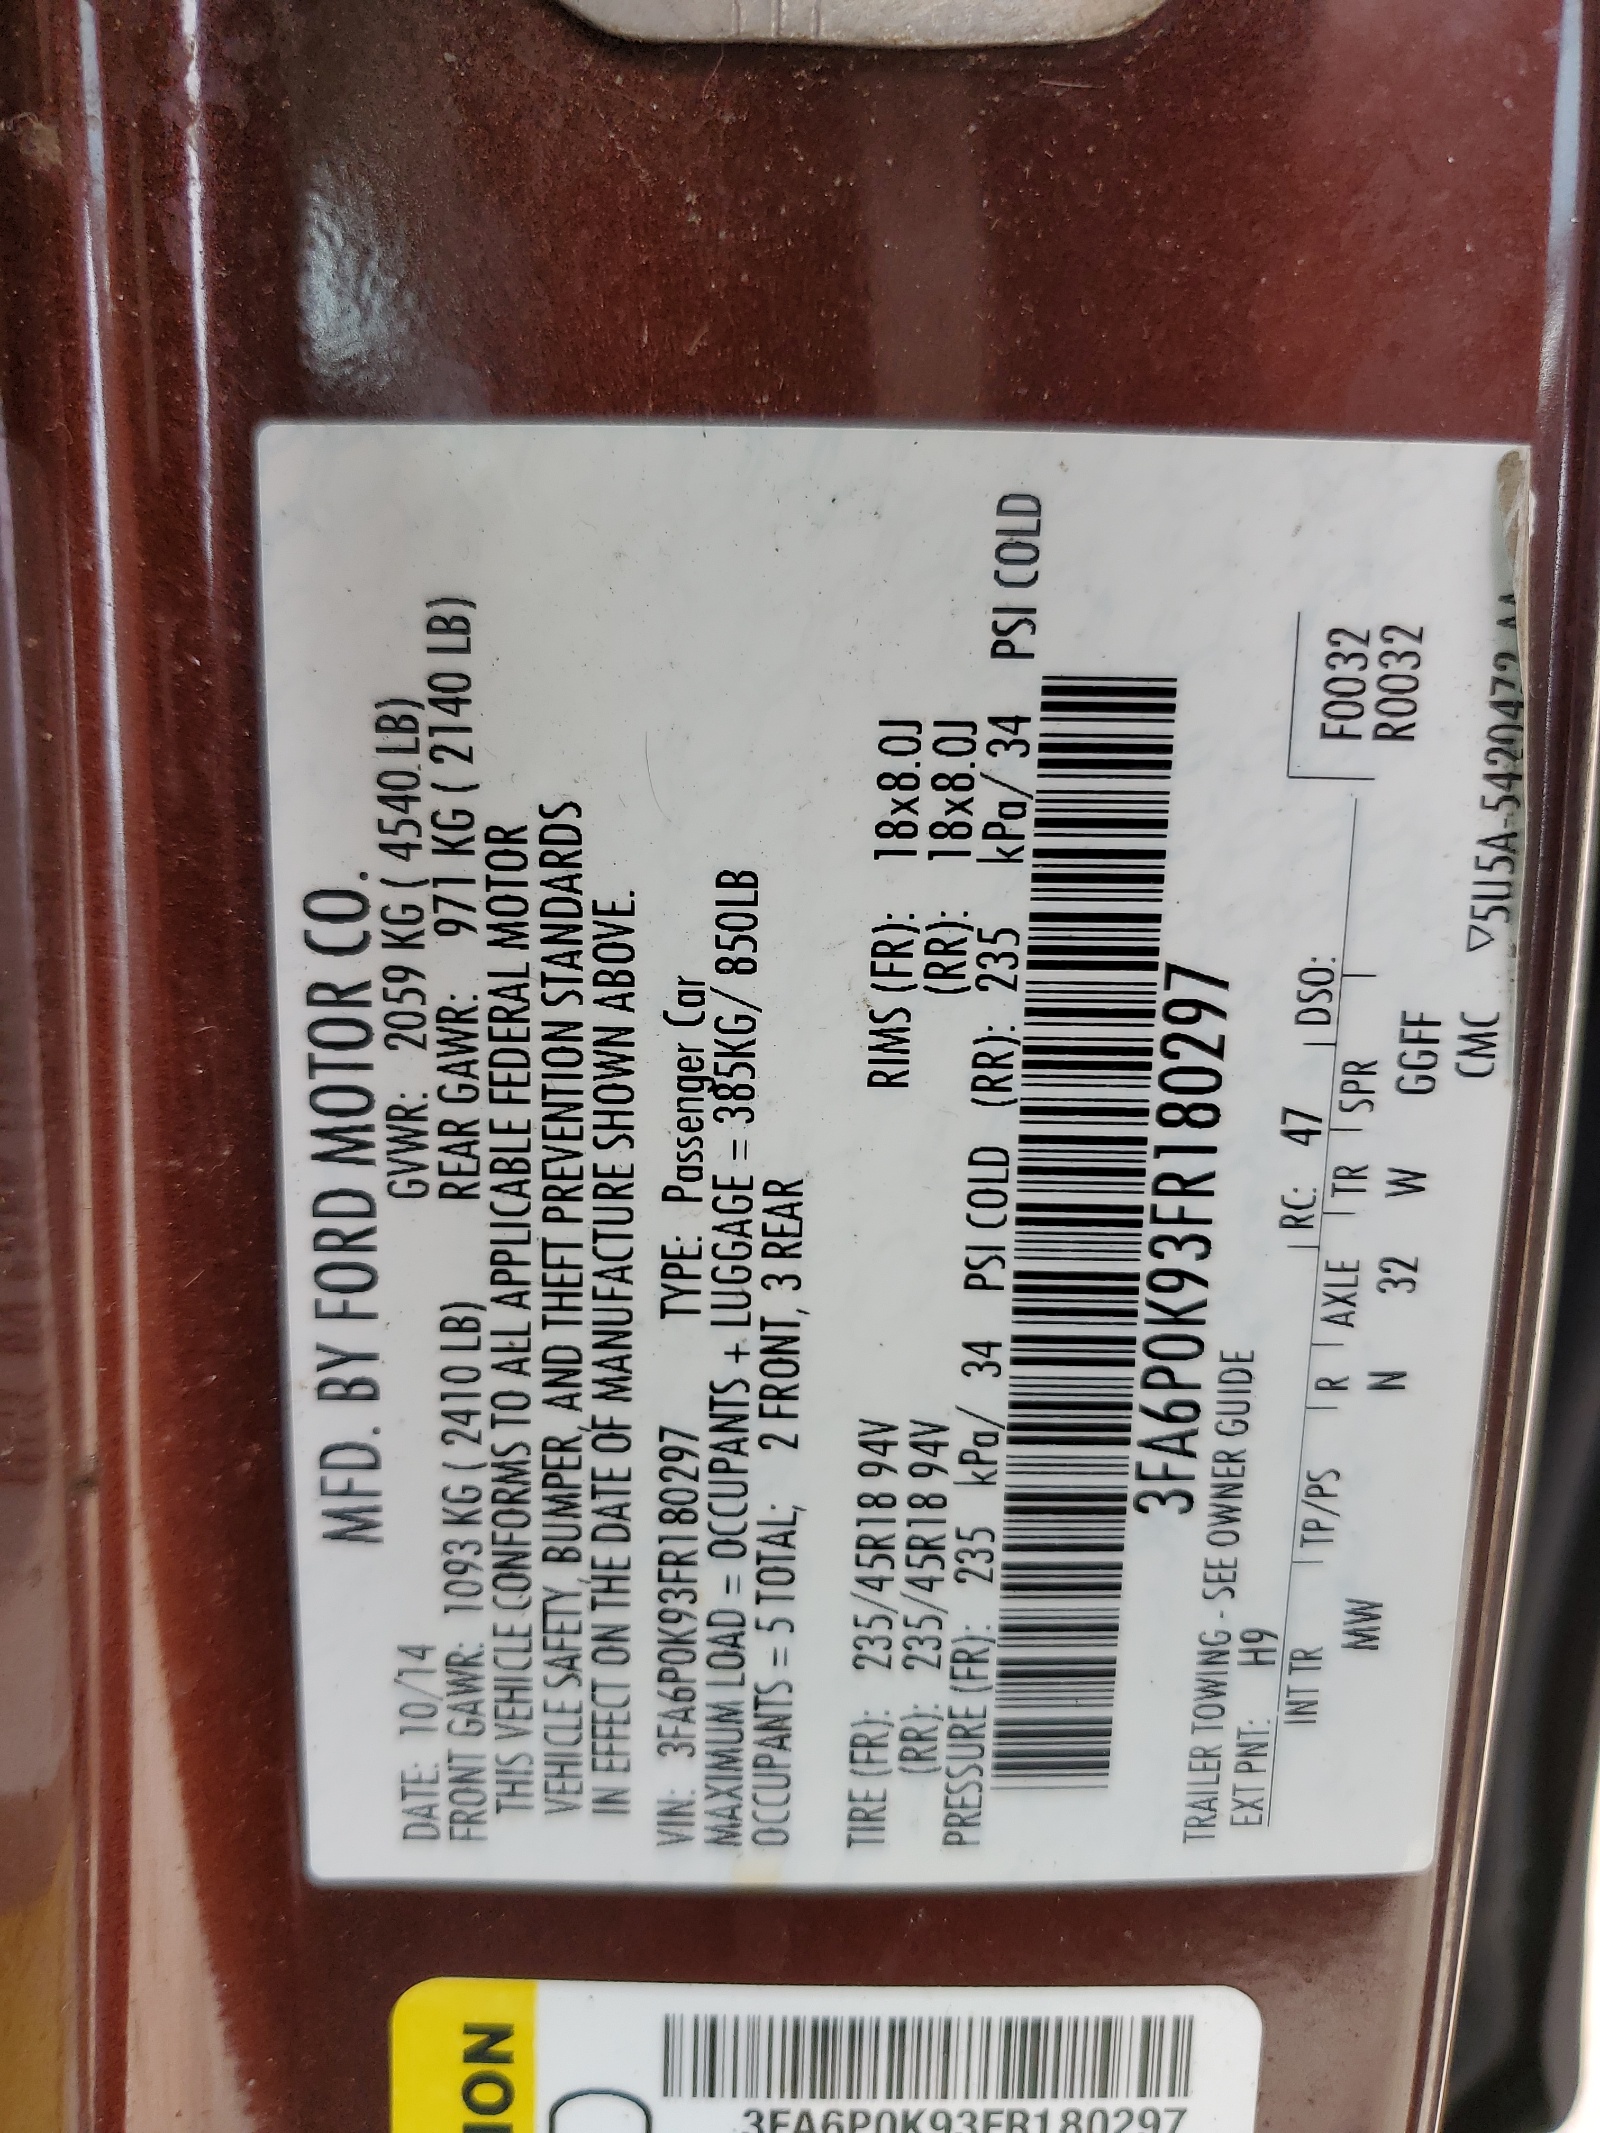 MFD. BY FORD MOTOR CO.
DATE: 10/14 GVWR: 2059 KG ( 4540 LB)
FRONT GAWR: 1093 KG ( 2410 LB) REAR GAWR: 971 KG ( 2140 LB)
THIS VEHICLE CONFORMS TO ALL APPLICABLE FEDERAL MOTOR
VEHICLE SAFETY, BUMPER, AND THEFT PREVENTION STANDARDS
IN EFFECT ON THE DATE OF MANUFACTURE SHOWN ABOVE.
VIN: 3FA6P0K93FR180297 TYPE: Passenger Car
MAXIMUM LOAD = OCCUPANTS + LUGGAGE = 385KG/ 850LB
OCCUPANTS = 5 TOTAL; 2 FRONT, 3 REAR
TIRE (FR): 235/45R18 94V RIMS (FR): 18x8.0J
(RR): 235/45R18 94V (RR): 18x8.0J
PRESSURE (FR): 235 kPa/ 34 PSI COLD (RR): 235 kPa/ 34 PSI COLD
3FA6P0K93FR180297
TRAILER TOWING - SEE OWNER GUIDE
EXT PNT: H9 RC: 47 DSO:
F0032
R0032
INT TR TP/PS R AXLE TR SPR
MW N 32 W GGFF
CMC ▽5U5A-5420472
ION
3FA6P0K93FR180297